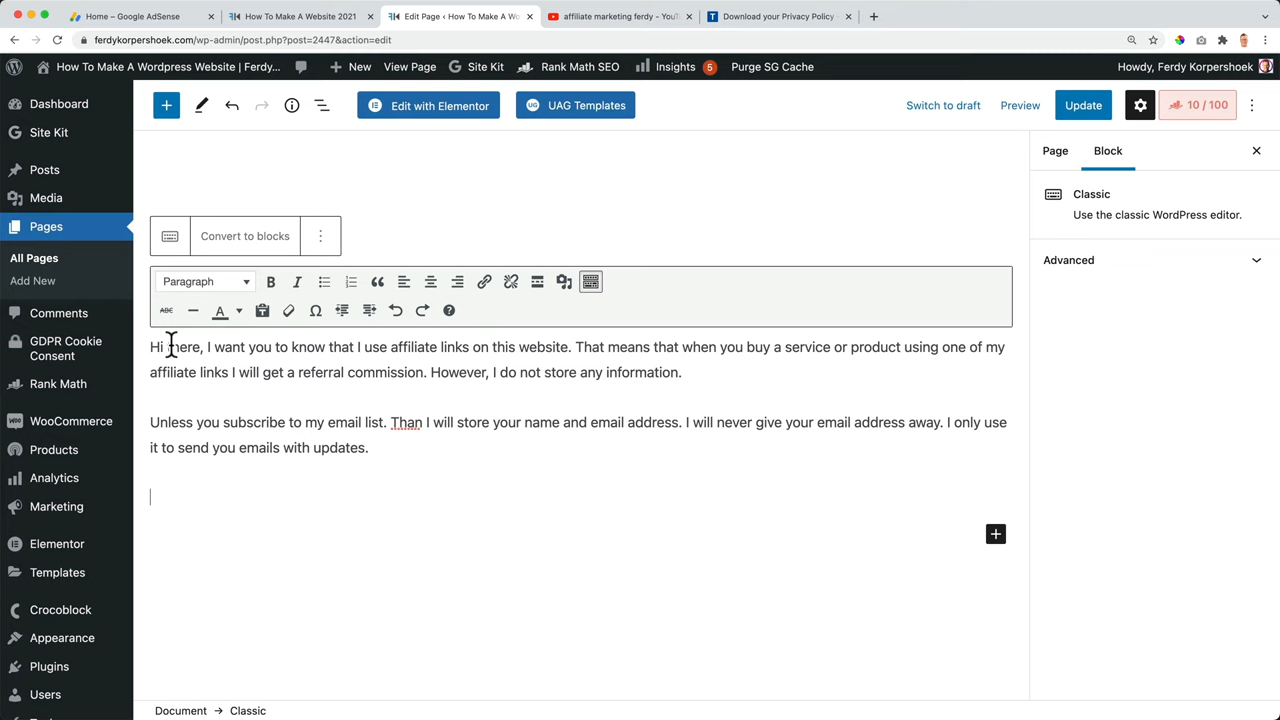 Home – Google AdSense
How To Make A Website 2021
Edit Page ‹ How To Make A Wo
affiliate marketing ferdy - YouT
Download your Privacy Policy
ferdykorpershoek.com/wp-admin/post.php?post=2447&action=edit
How To Make A Wordpress Website | Ferdy...
New
View Page
Site Kit
Rank Math SEO
Insights
5
Purge SG Cache
Howdy, Ferdy Korpershoek
Dashboard
Site Kit
Posts
Media
Pages
All Pages
Add New
Comments
GDPR Cookie
Consent
Rank Math
WooCommerce
Products
Analytics
Marketing
Elementor
Templates
Crocoblock
Appearance
Plugins
Users
Edit with Elementor
UG
UAG Templates
Switch to draft
Preview
Update
10 / 100
Convert to blocks
Paragraph
B
I
ABC
A
Hi there, I want you to know that I use affiliate links on this website. That means that when you buy a service or product using one of my
affiliate links I will get a referral commission. However, I do not store any information.
Unless you subscribe to my email list. Than I will store your name and email address. I will never give your email address away. I only use
it to send you emails with updates.
Page
Block
Classic
Use the classic WordPress editor.
Advanced
Document → Classic